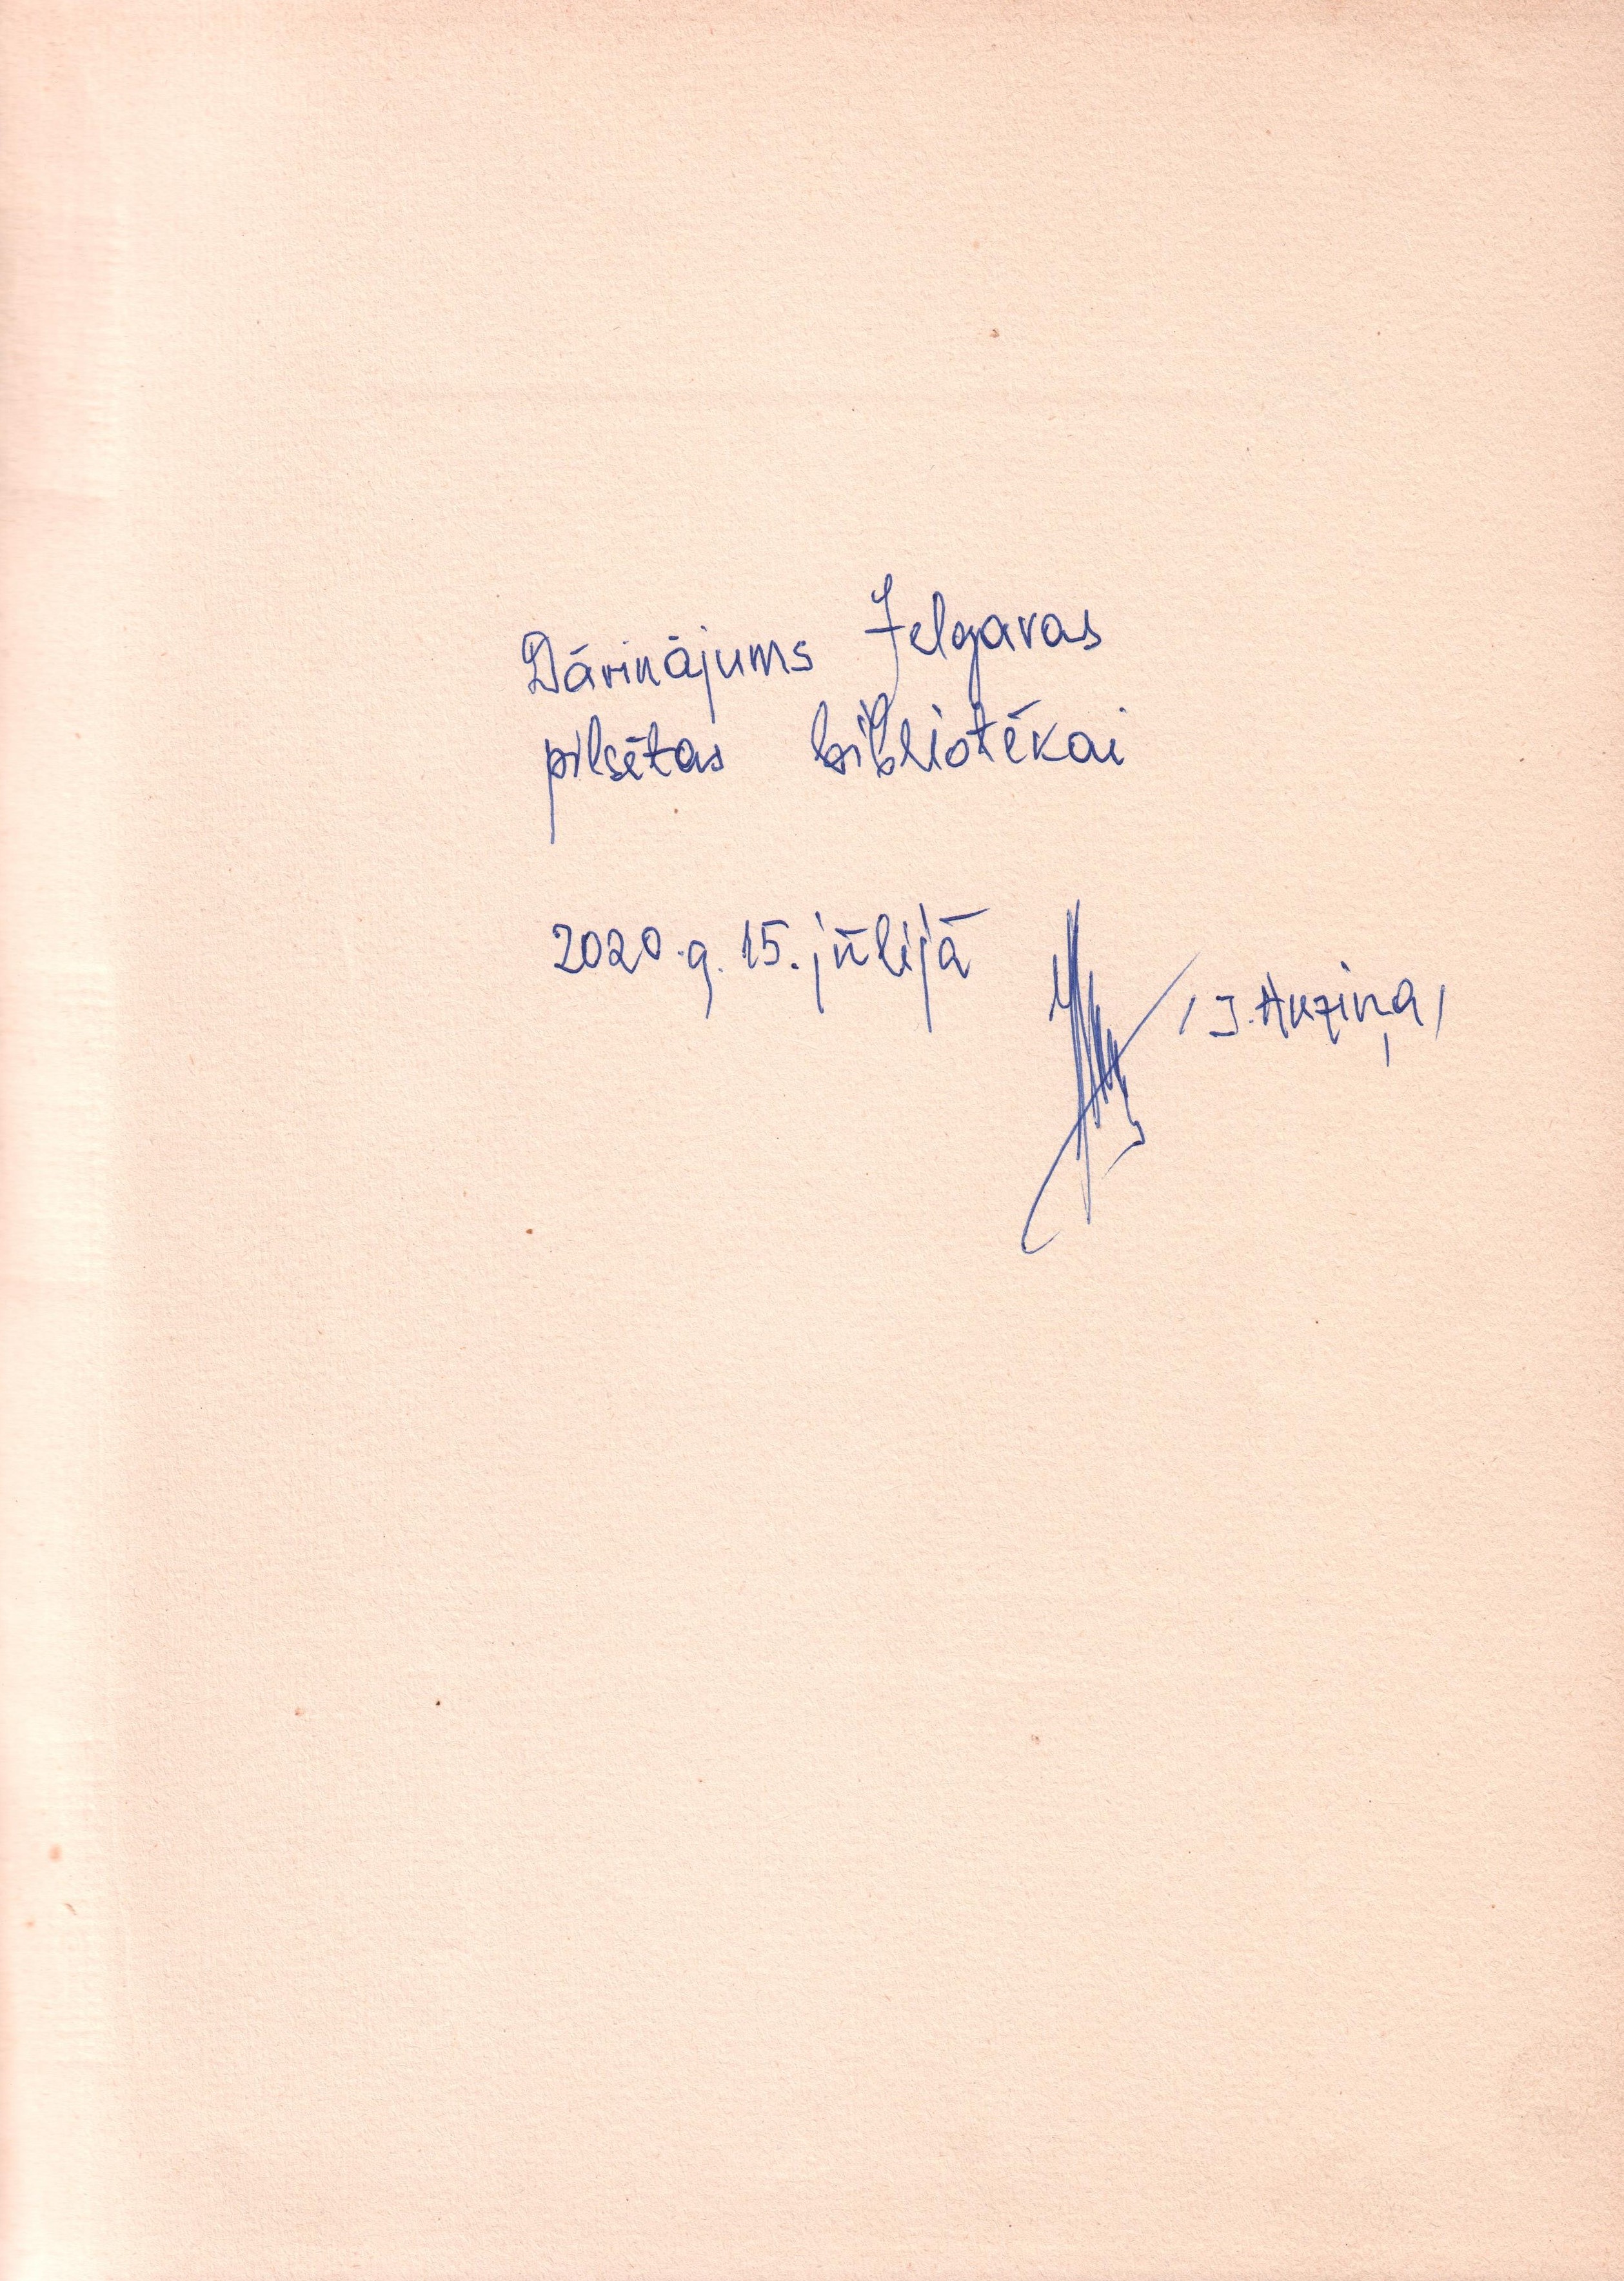 Dāvinājums Jelgavas
pilsētas bibliotēkai
2020.g. 15. jūlijā
/ I. Auziņa /